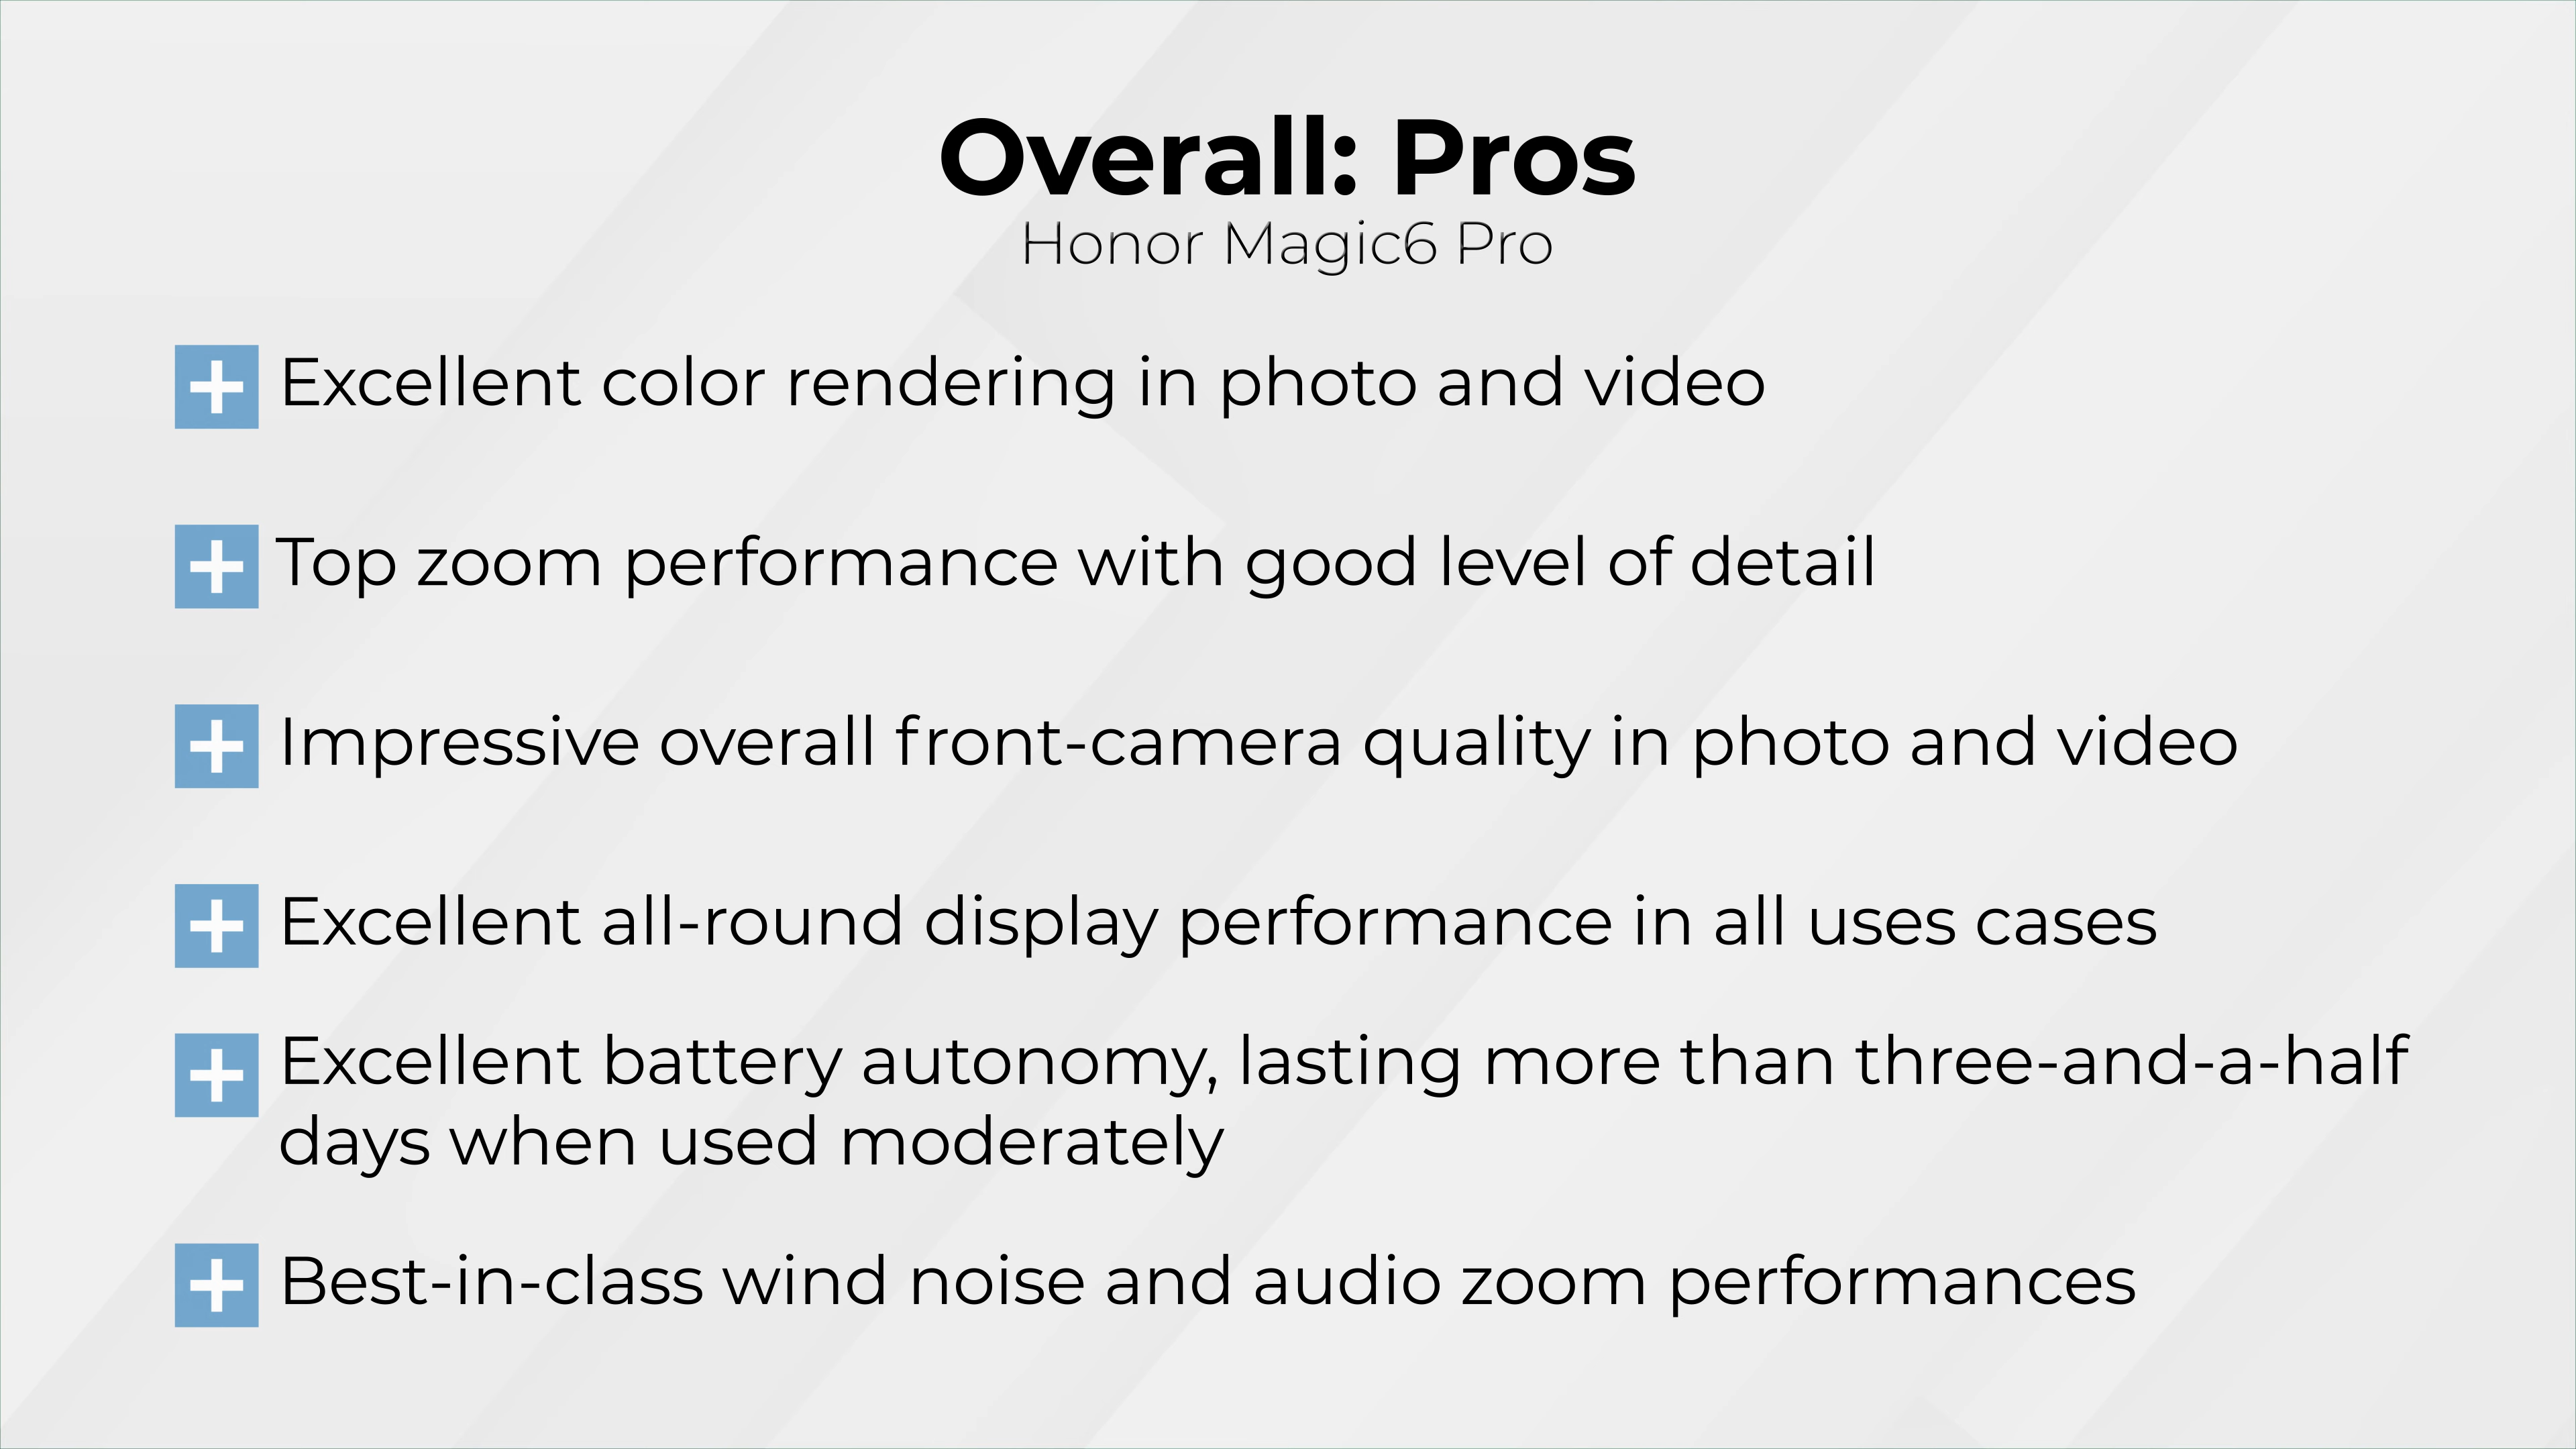 Overall: Pros
Honor Magic6 Pro
Excellent color rendering in photo and video
Top zoom performance with good level of detail
Impressive overall front-camera quality in photo and video
Excellent all-round display performance in all uses cases
Excellent battery autonomy, lasting more than three-and-a-half
days when used moderately
Best-in-class wind noise and audio zoom performances